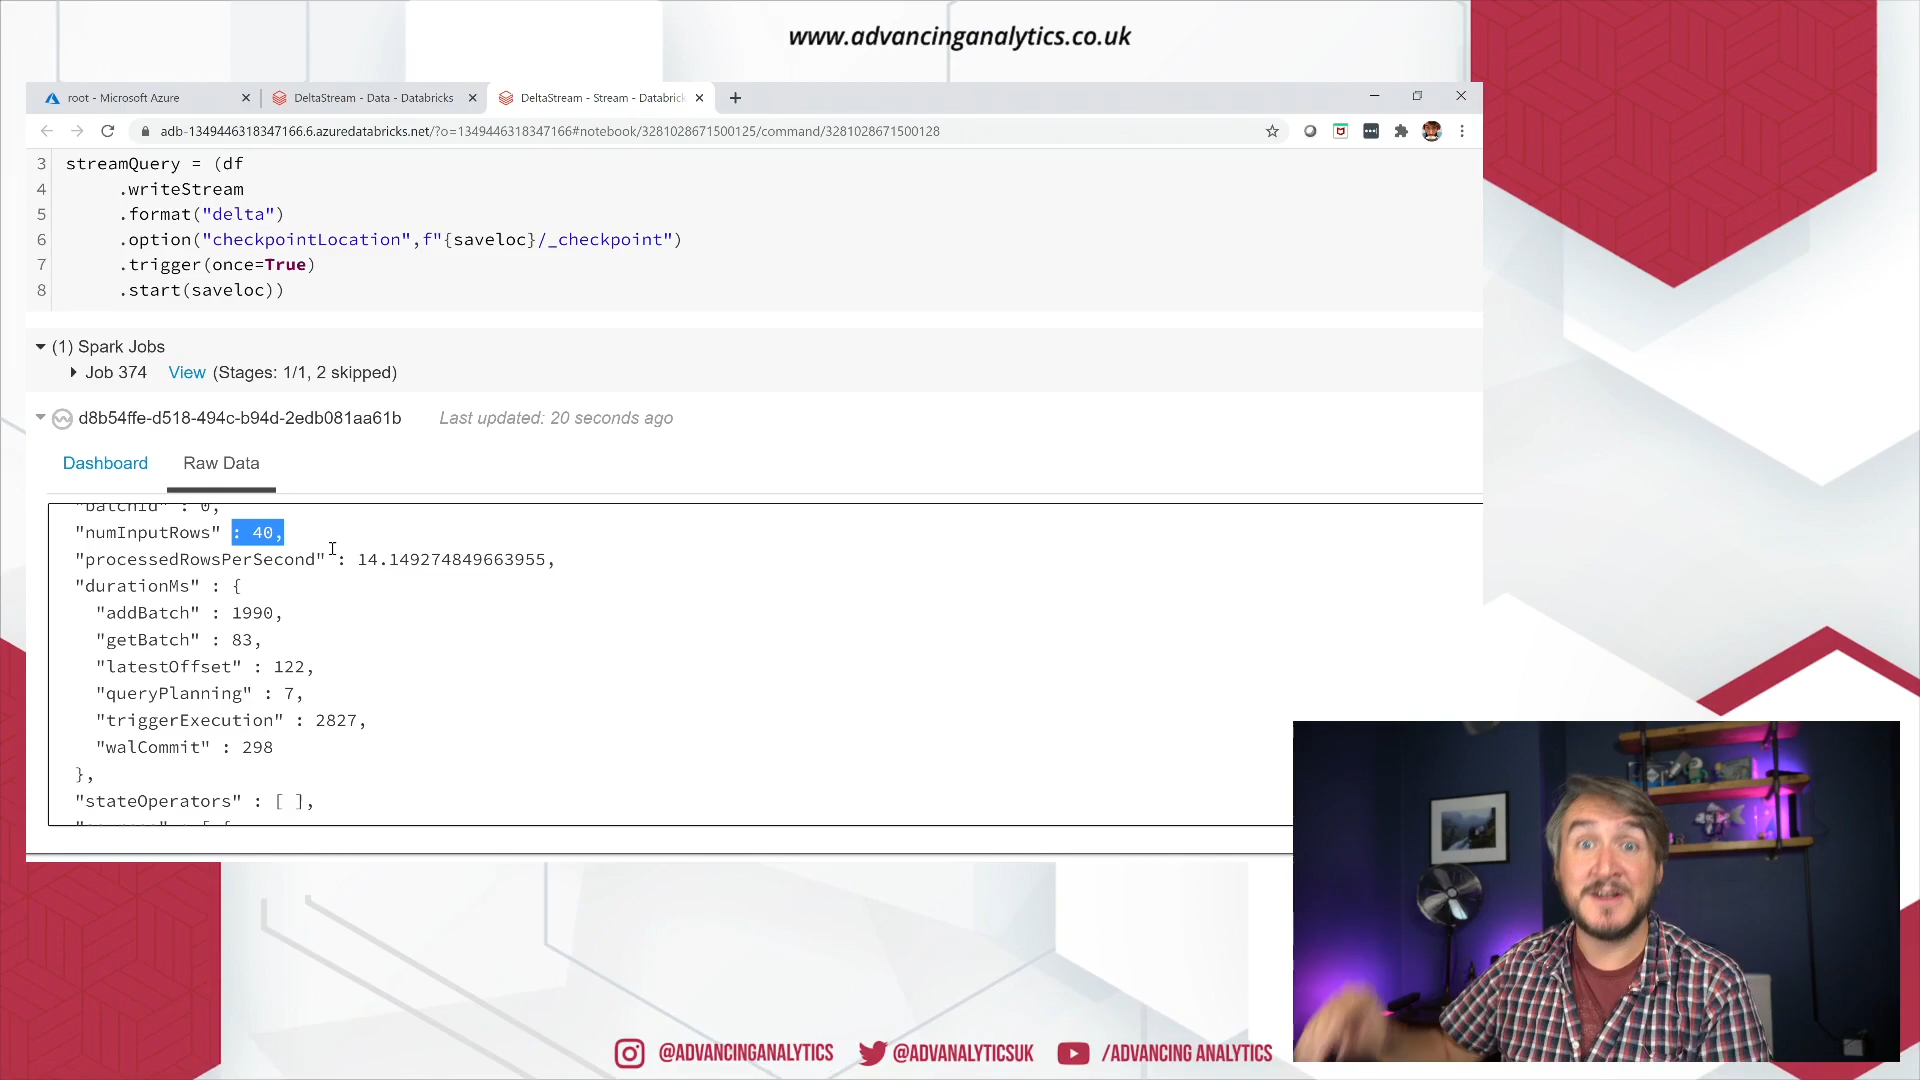 www.advancinganalytics.co.uk
root - Microsoft Azure
DeltaStream - Data - Databricks
DeltaStream - Stream - Databric
adb-1349446318347166.6.azuredatabricks.net/?o=1349446318347166#notebook/3281028671500125/command/3281028671500128
3 streamQuery = (df
4 .writeStream
5 .format("delta")
6 .option("checkpointLocation",f"{saveloc}/_checkpoint")
7 .trigger(once=True)
8 .start(saveloc))
(1) Spark Jobs
Job 374 View (Stages: 1/1, 2 skipped)
d8b54ffe-d518-494c-b94d-2edb081aa61b Last updated: 20 seconds ago
Dashboard Raw Data
"batchId" : 0,
"numInputRows" : 40,
"processedRowsPerSecond" : 14.149274849663955,
"durationMs" : {
"addBatch" : 1990,
"getBatch" : 83,
"latestOffset" : 122,
"queryPlanning" : 7,
"triggerExecution" : 2827,
"walCommit" : 298
},
"stateOperators" : [ ],
@ADVANCINGANALYTICS @ADVANALYTICSUK /ADVANCING ANALYTICS